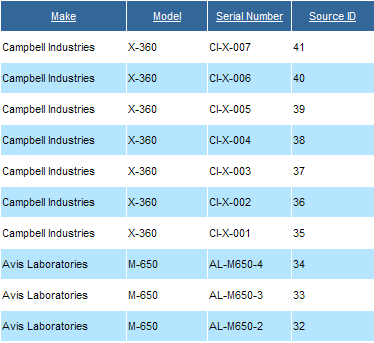 Make Model Serial Number Source ID
Campbell Industries X-360 CI-X-007 41
Campbell Industries X-360 CI-X-006 40
Campbell Industries X-360 CI-X-005 39
Campbell Industries X-360 CI-X-004 38
Campbell Industries X-360 CI-X-003 37
Campbell Industries X-360 CI-X-002 36
Campbell Industries X-360 CI-X-001 35
Avis Laboratories M-650 AL-M650-4 34
Avis Laboratories M-650 AL-M650-3 33
Avis Laboratories M-650 AL-M650-2 32